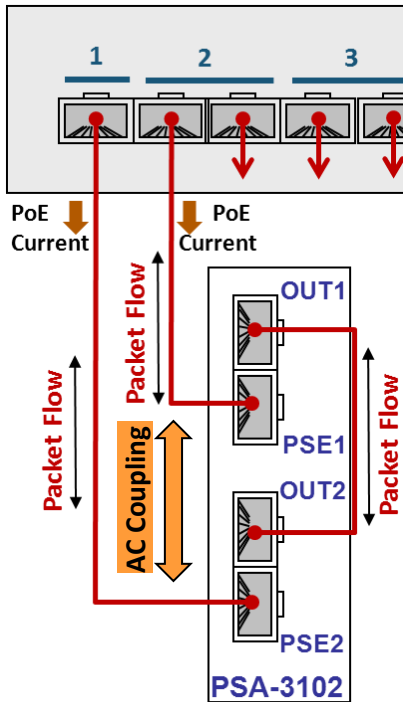 1 2 3
PoE PoE
Current Current
Packet Flow
Packet Flow
AC Coupling
OUT1
PSE1
Packet Flow
OUT2
PSE2
PSA-3102